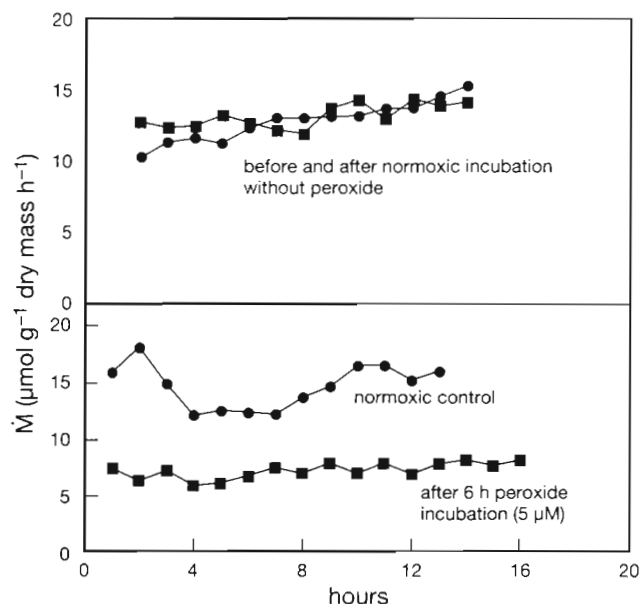 20
15
10
5
0
before and after normoxic incubation
without peroxide
20
15
10
5
0
normoxic control
after 6 h peroxide
incubation (5 µM)
Ṁ (µmol g⁻¹ dry mass h⁻¹)
0 4 8 12 16 20
hours